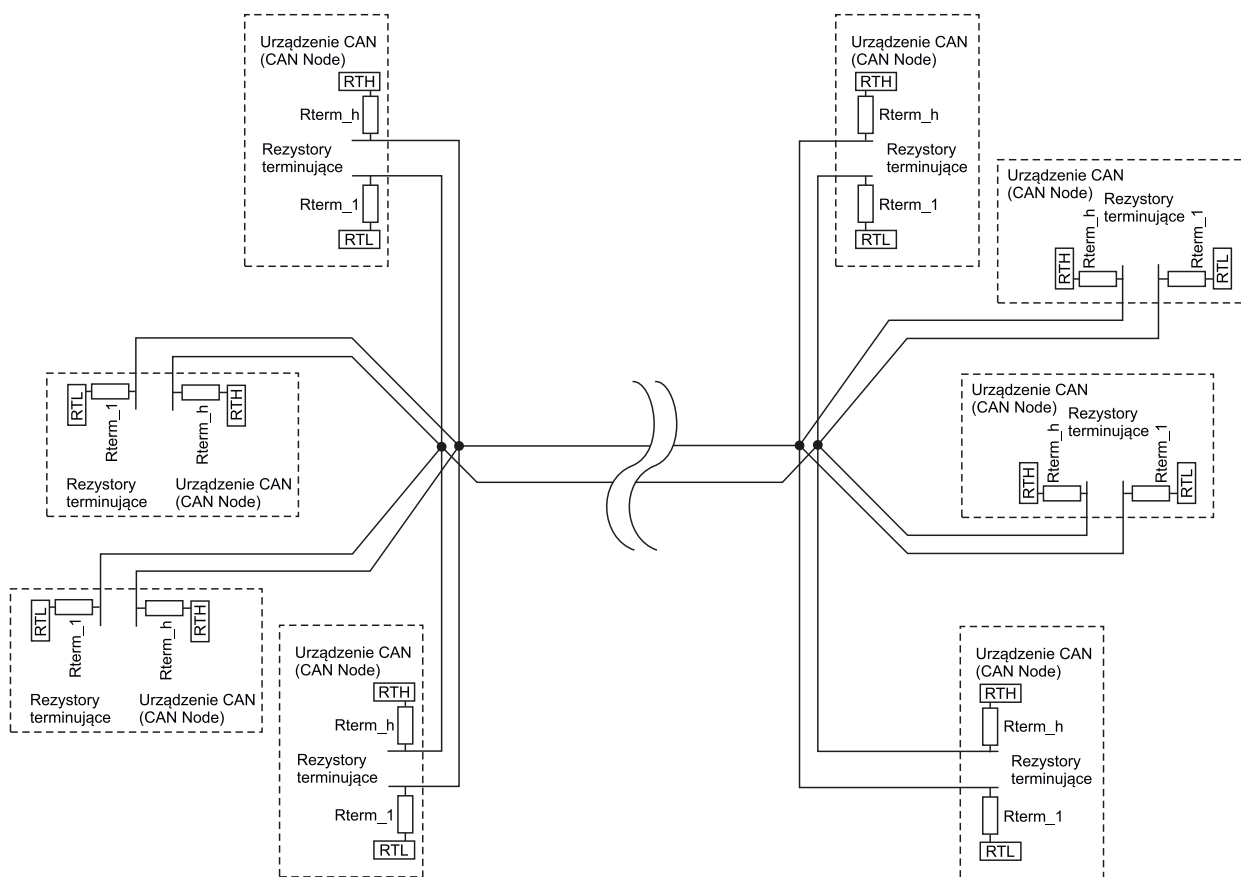 Urządzenie CAN
(CAN Node)
RTH
Rterm_h
Rezystory
terminujące
Rterm_1
RTL
Urządzenie CAN
(CAN Node)
RTH
Rterm_h
Rezystory
terminujące
Rterm_1
RTL
Urządzenie CAN
(CAN Node)
Rezystory
terminujące
RTH
Rterm_h
Rterm_1
RTL
RTL
Rterm_1
Rterm_h
RTH
Rezystory
terminujące
Urządzenie CAN
(CAN Node)
Urządzenie CAN
(CAN Node)
Rezystory
terminujące
RTH
Rterm_h
Rterm_1
RTL
RTL
Rterm_1
Rterm_h
RTH
Rezystory
terminujące
Urządzenie CAN
(CAN Node)
Urządzenie CAN
(CAN Node)
RTH
Rterm_h
Rezystory
terminujące
Rterm_1
RTL
Urządzenie CAN
(CAN Node)
RTH
Rterm_h
Rezystory
terminujące
Rterm_1
RTL